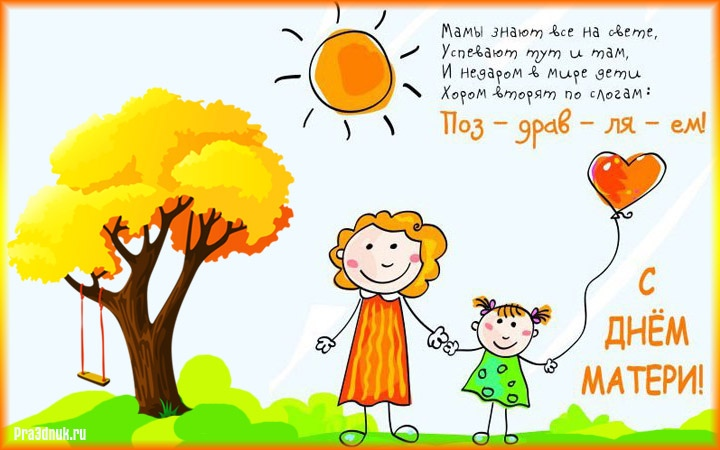 Мамы знают все на свете,
Успевают тут и там,
И недаром в мире дети
Хором вторят по слогам:
Поз - драв - ля - ем!
С
ДНЁМ
МАТЕРИ!
Pra3dnuk.ru